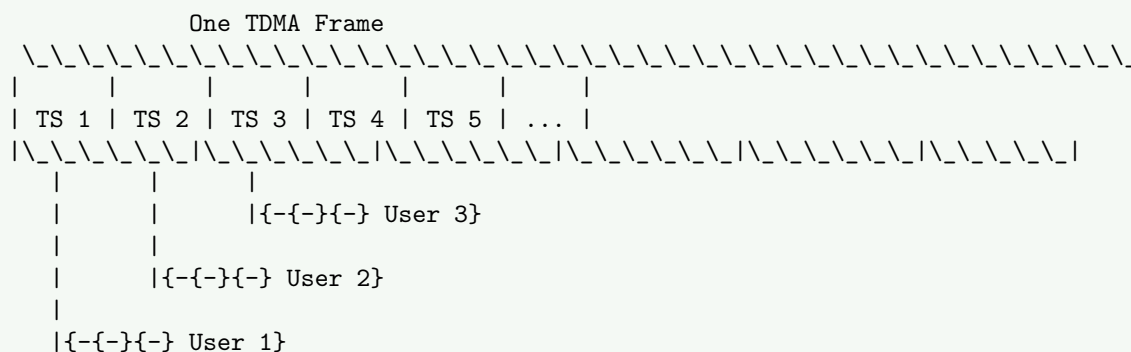 One TDMA Frame
\_\_\_\_\_\_\_\_\_\_\_\_\_\_\_\_\_\_\_\_\_\_\_\_\_\_\_\_\_\_\_\_\_\_\_\_\_\_\_\_
| | | | | | |
| TS 1 | TS 2 | TS 3 | TS 4 | TS 5 | ... |
|\_\_\_\_\_\_|\_\_\_\_\_\_|\_\_\_\_\_\_|\_\_\_\_\_\_|\_\_\_\_\_\_|\_\_\_\_\_|
| | |
| | |{-{-}{-} User 3}
| |
| |{-{-}{-} User 2}
|
|{-{-}{-} User 1}